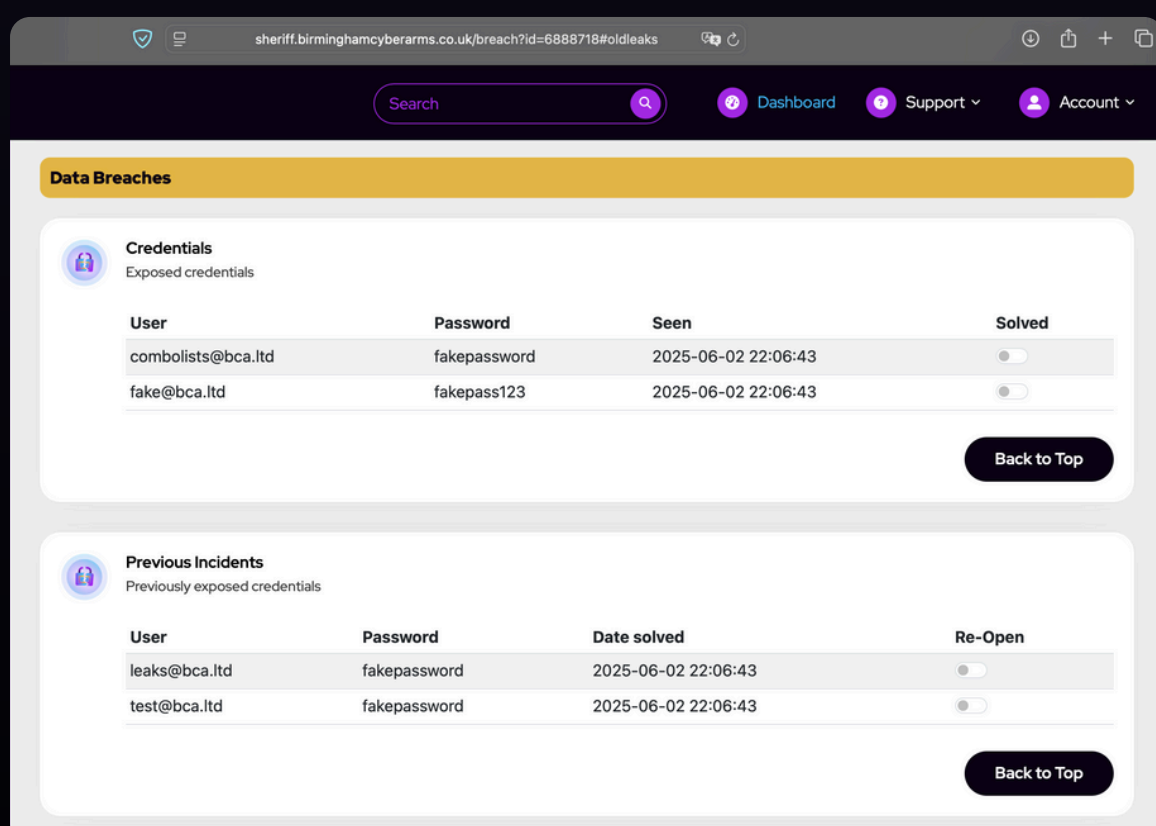 sheriff.birminghamcyberarms.co.uk/breach?id=6888718#oldleaks
Search
Dashboard
Support
Account
Data Breaches
Credentials
Exposed credentials
User Password Seen Solved
combolists@bca.ltd fakepassword 2025-06-02 22:06:43
fake@bca.ltd fakepass123 2025-06-02 22:06:43
Back to Top
Previous Incidents
Previously exposed credentials
User Password Date solved Re-Open
leaks@bca.ltd fakepassword 2025-06-02 22:06:43
test@bca.ltd fakepassword 2025-06-02 22:06:43
Back to Top